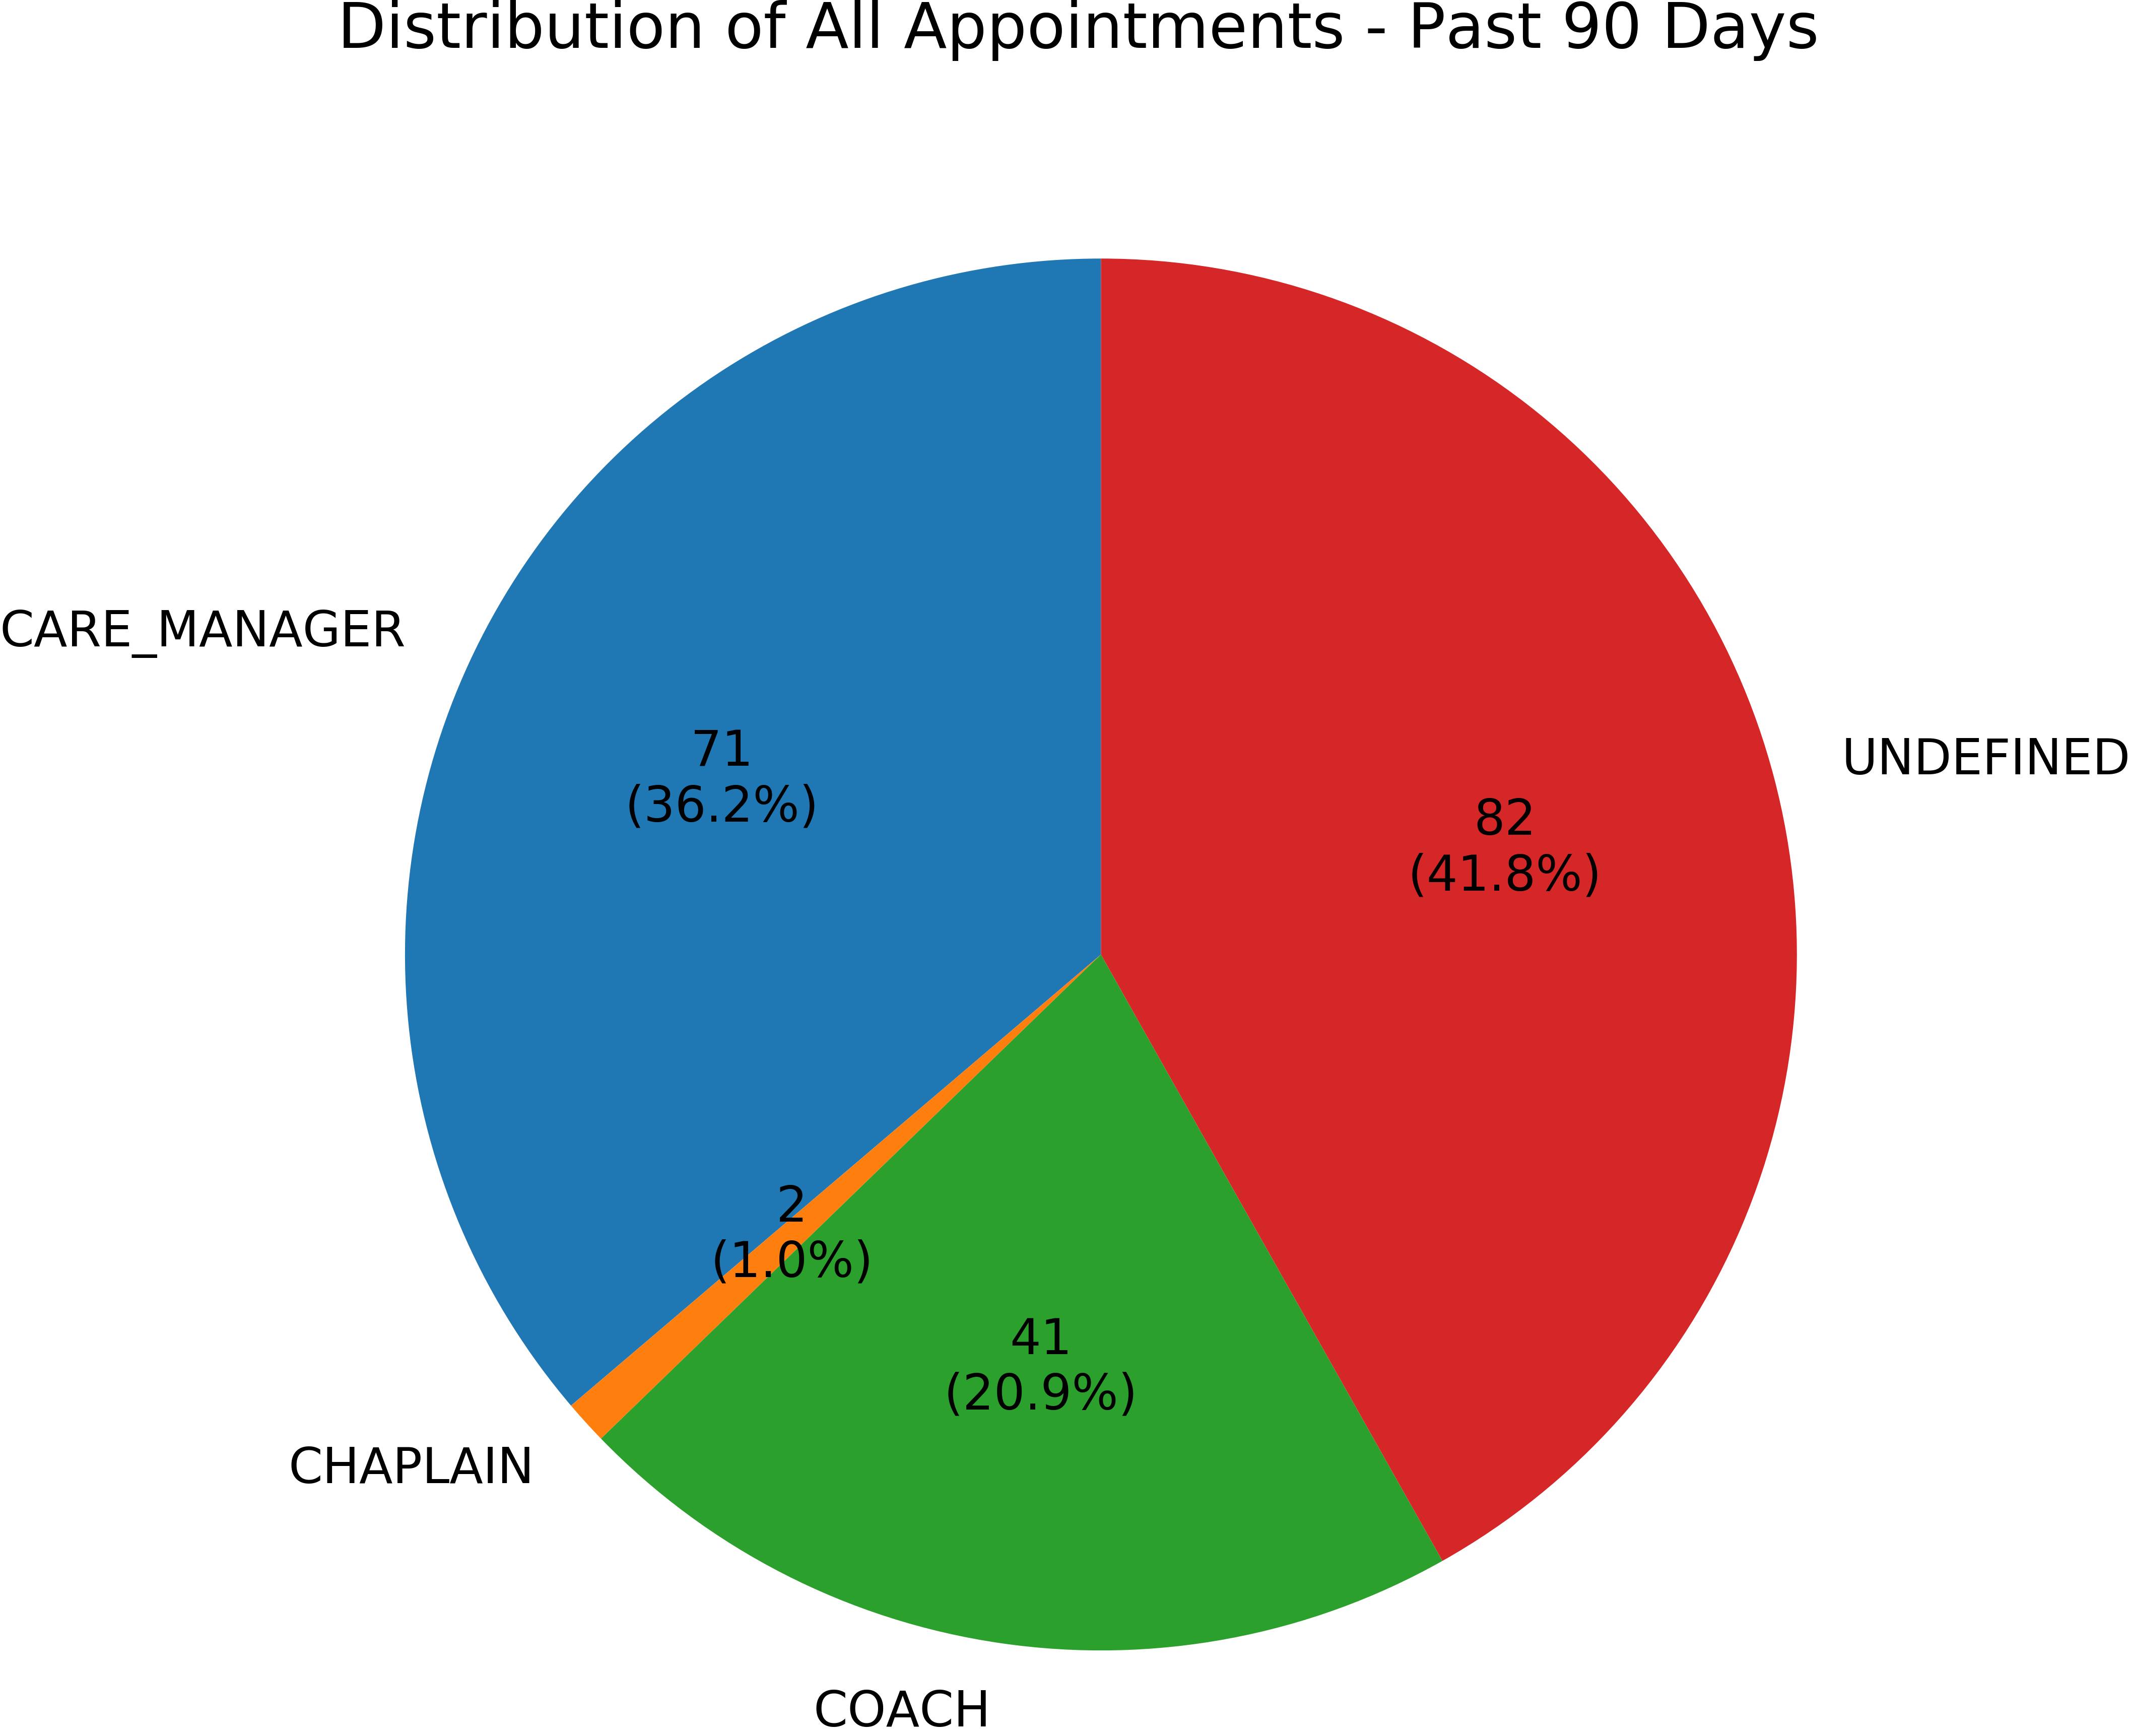 Distribution of All Appointments - Past 90 Days
CARE_MANAGER
71
(36.2%)
UNDEFINED
82
(41.8%)
2
(1.0%)
41
(20.9%)
CHAPLAIN
COACH